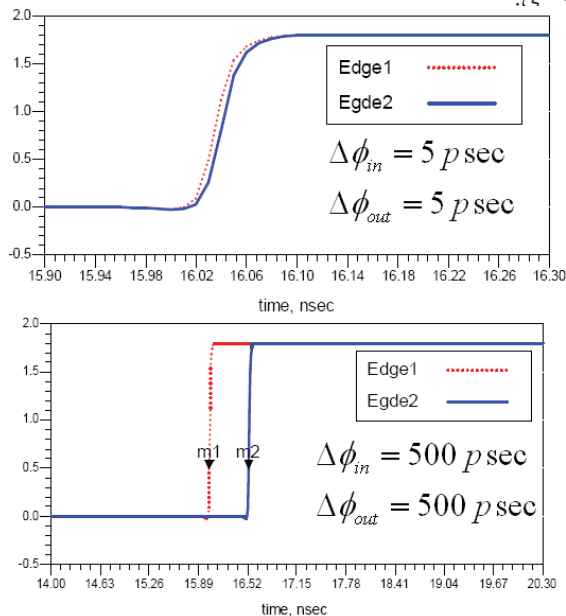 2.0
1.5
1.0
0.5
0.0
-0.5
Edge1
Egde2
Δϕin = 5 p sec
Δϕout = 5 p sec
15.90 15.94 15.98 16.02 16.06 16.10 16.14 16.18 16.22 16.26 16.30
time, nsec
2.0
1.5
1.0
0.5
0.0
-0.5
Edge1
Egde2
m1 m2
Δϕin = 500 p sec
Δϕout = 500 p sec
14.00 14.63 15.26 15.89 16.52 17.15 17.78 18.41 19.04 19.67 20.30
time, nsec